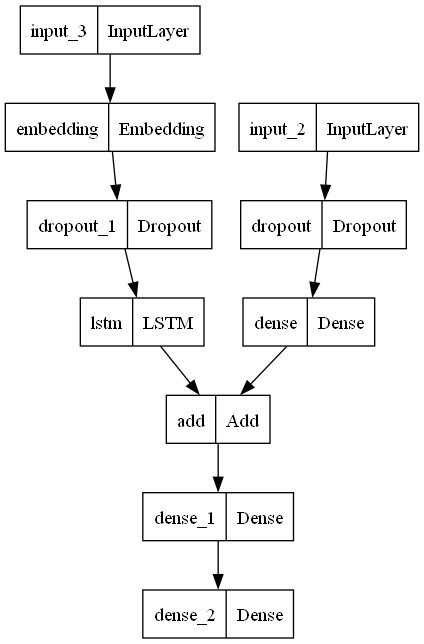 input_3 InputLayer
embedding Embedding
input_2 InputLayer
dropout_1 Dropout
dropout Dropout
lstm LSTM
dense Dense
add Add
dense_1 Dense
dense_2 Dense